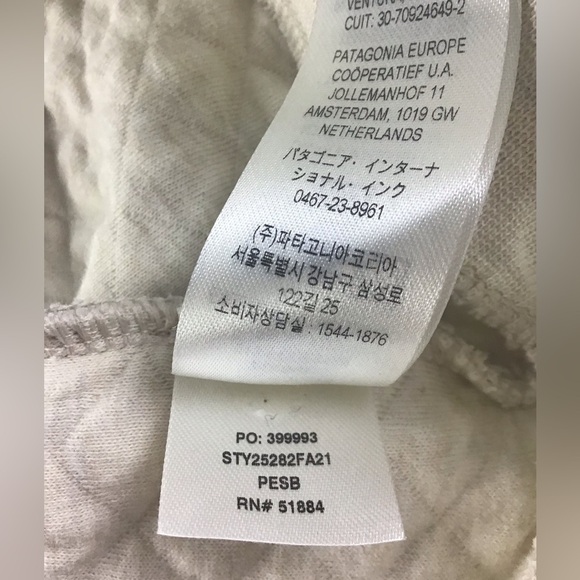 CUIT: 30-70924649-2
PATAGONIA EUROPE
COÖPERATIEF U.A.
JOLLEMANHOF 11
AMSTERDAM, 1019 GW
NETHERLANDS
パタゴニア・インターナ
ショナル・インク
0467-23-8961
(주)파타고니아코리아
서울특별시 강남구 삼성로
122길 25
소비자상담실 : 1544-1876
PO: 399993
STY25282FA21
PESB
RN# 51884